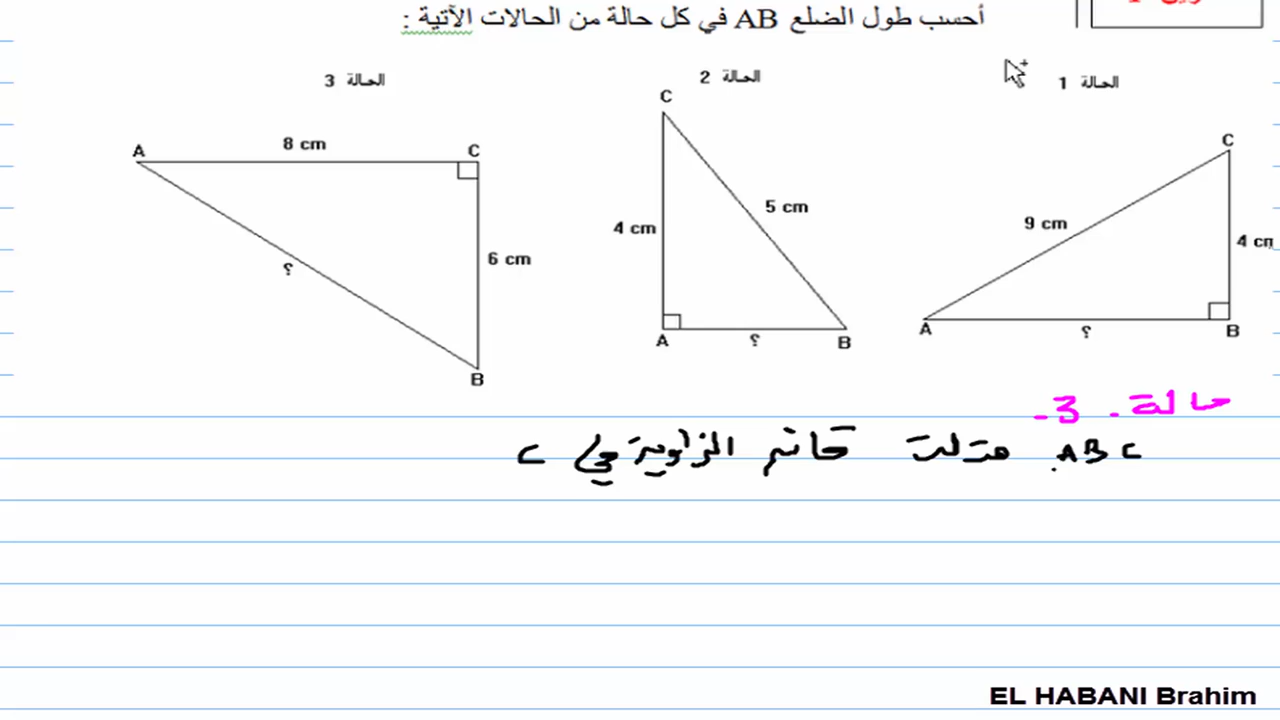 أحسب طول الضلع AB في كل حالة من الحالات الآتية :
الحالة 1
C
9 cm
4 cm
A
؟
B
الحالة 2
C
4 cm
5 cm
A
؟
B
الحالة 3
A
8 cm
C
6 cm
؟
B
حالة . 3 -
ABC مثلث قائم الزاوية في C
EL HABANI Brahim